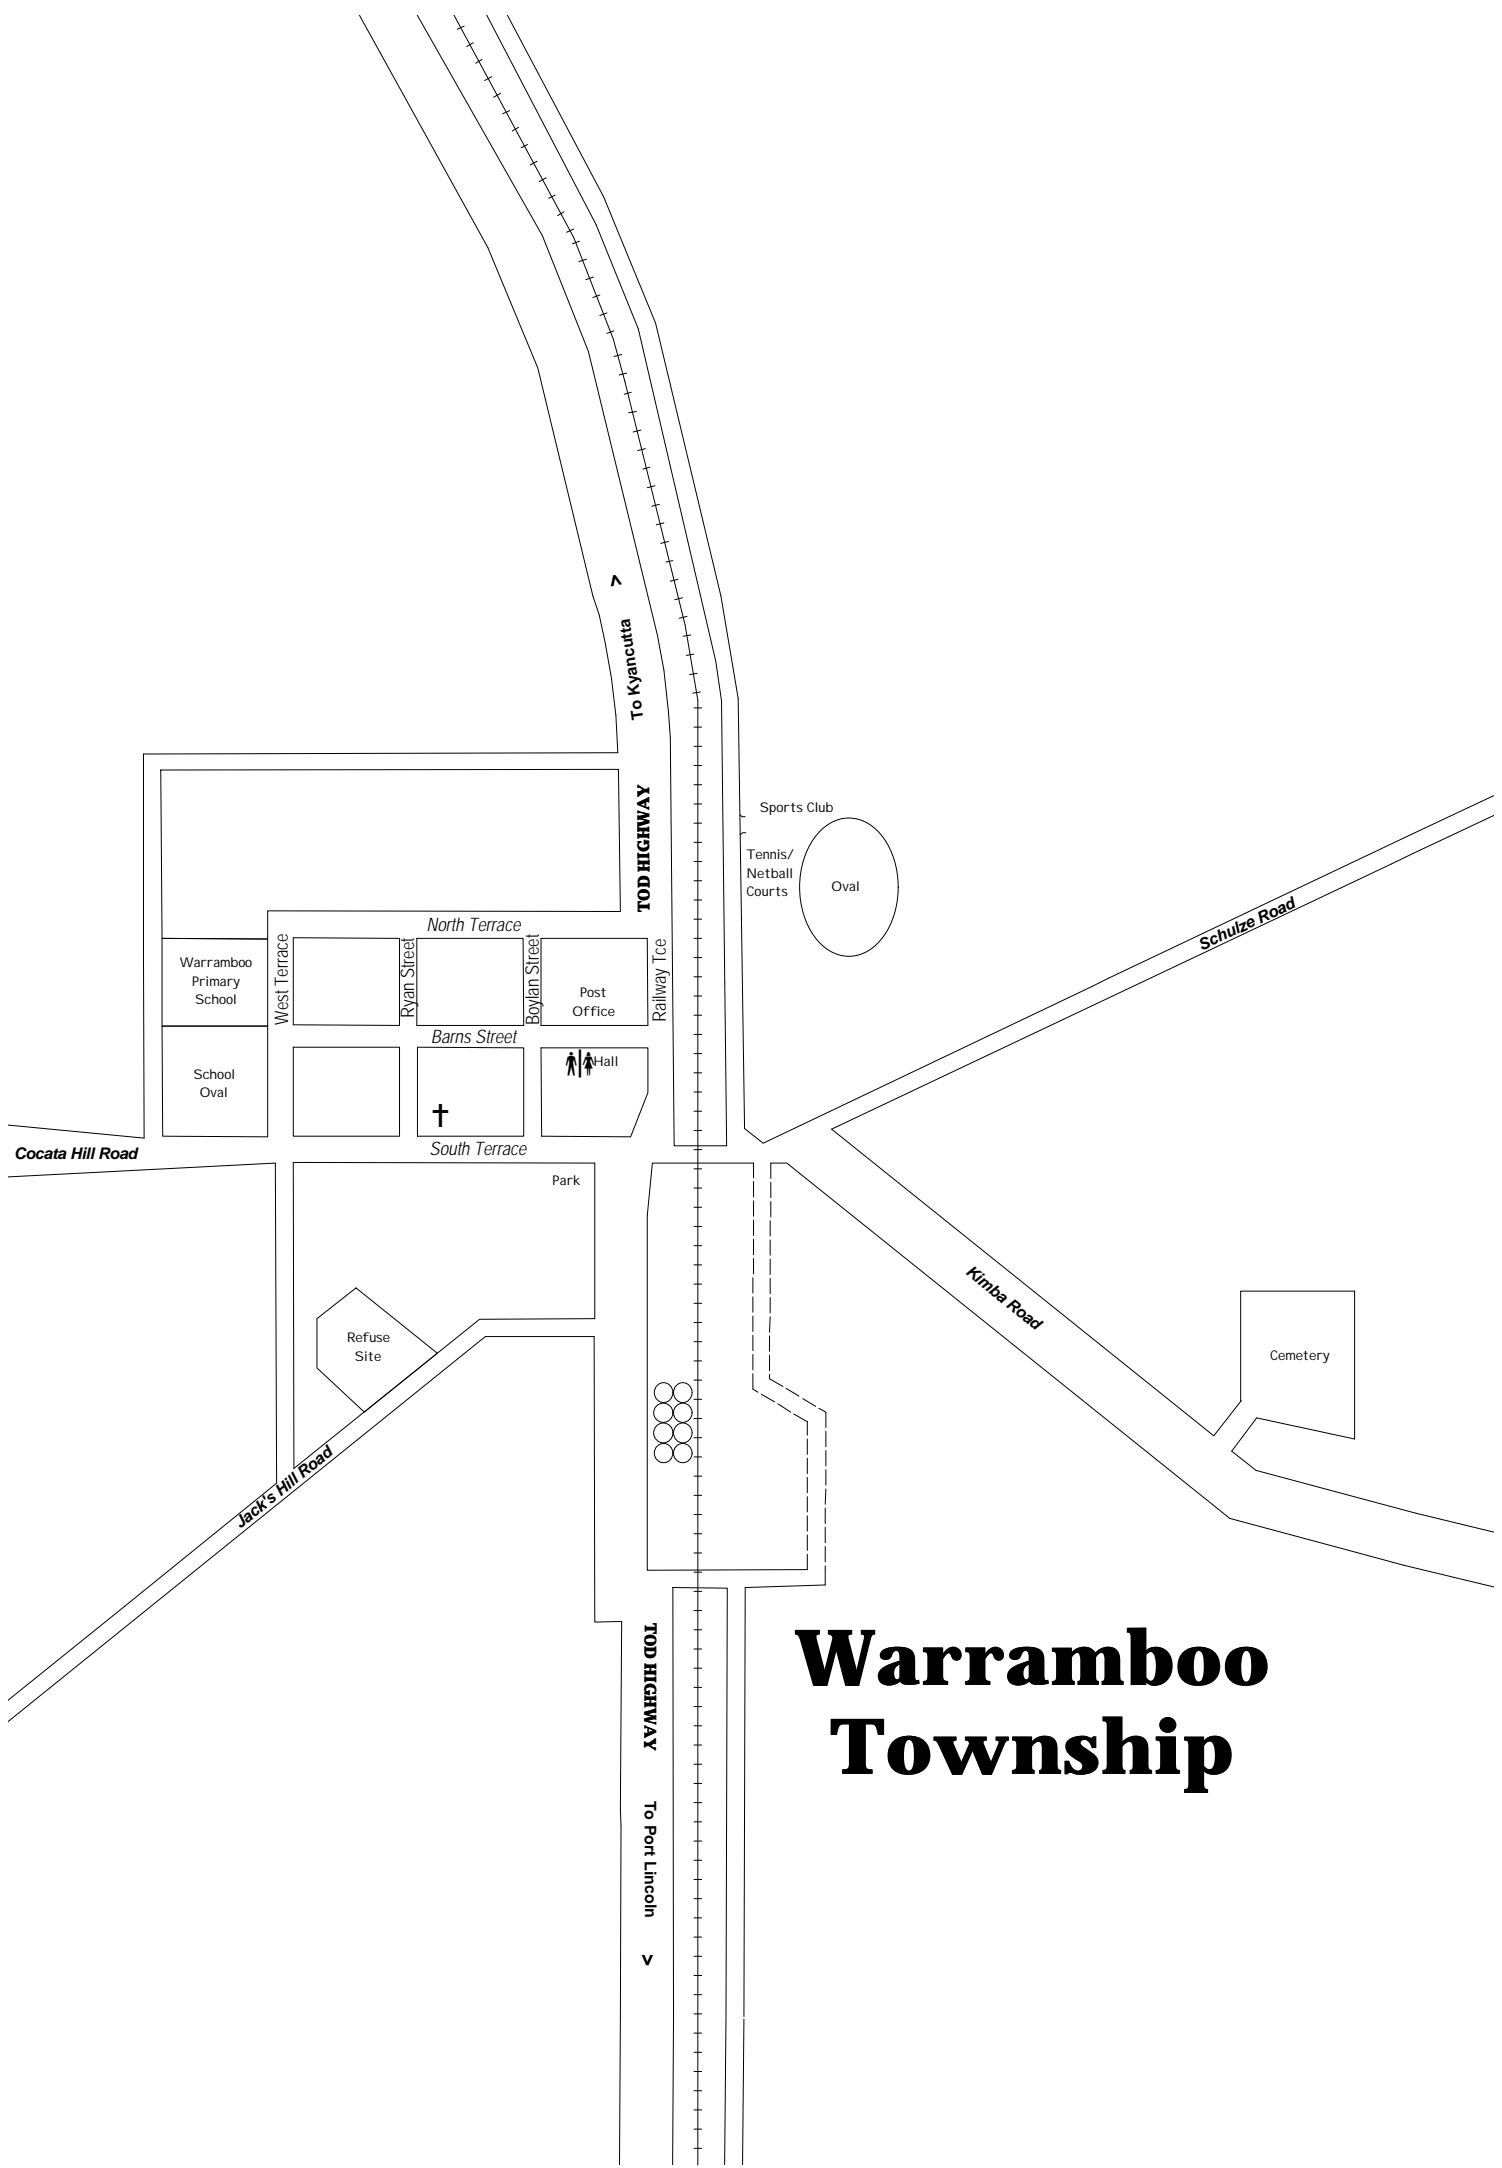 >
To Kyancutta
TOD HIGHWAY
Sports Club
Tennis/
Netball
Courts
Oval
Schulze Road
North Terrace
West Terrace
Ryan Street
Boylan Street
Railway Tce
Warramboo
Primary
School
Post
Office
Barns Street
Hall
School
Oval
South Terrace
Cocata Hill Road
Park
Kimba Road
Refuse
Site
Cemetery
Jack's Hill Road
TOD HIGHWAY
To Port Lincoln
>
Warramboo
Township